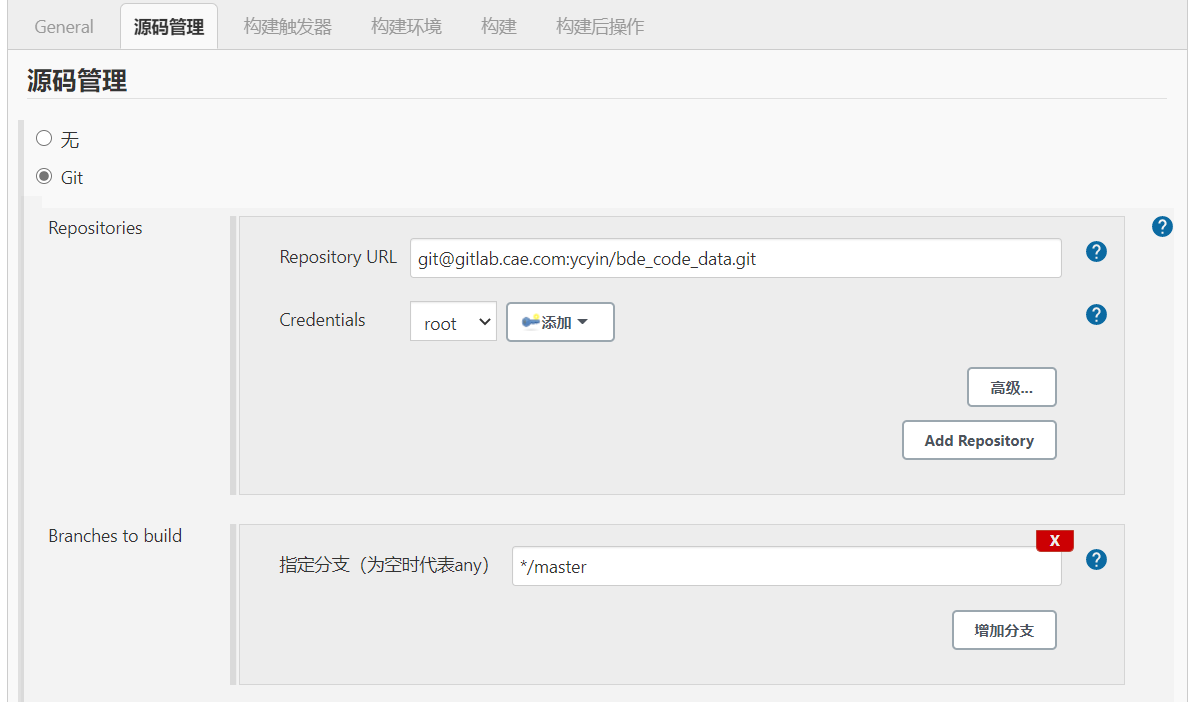 General 源码管理 构建触发器 构建环境 构建 构建后操作
源码管理
无
Git
Repositories
?
Repository URL git@gitlab.cae.com:ycyin/bde_code_data.git ?
Credentials root 添加 ?
高级...
Add Repository
Branches to build
X
指定分支（为空时代表any） */master ?
增加分支